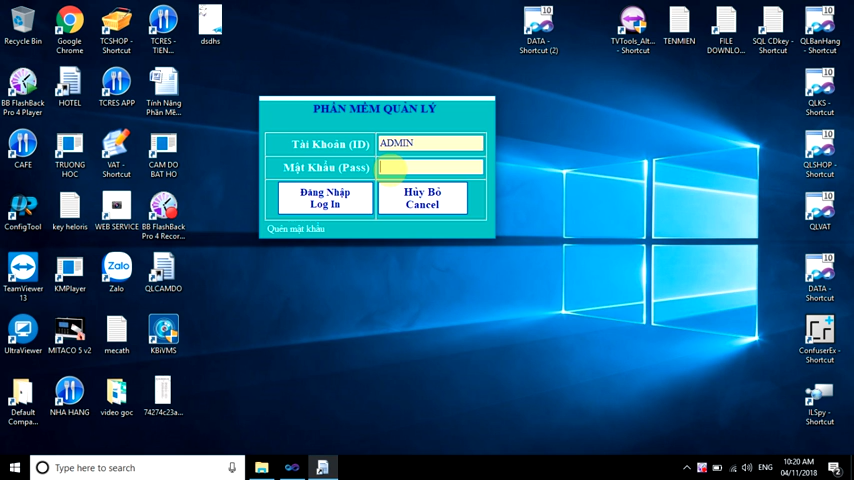 Recycle Bin
Google
Chrome
TCSHOP -
Shortcut
TCRES -
TIEN...
dsdhs
DATA -
Shortcut (2)
TVTools_Alt...
- Shortcut
TENMIEN
FILE
DOWNLO...
SQL CDkey -
Shortcut
QLBanHang
- Shortcut
BB FlashBack
Pro 4 Player
HOTEL
TCRES APP
Tính Năng
Phần Mề...
QLKS -
Shortcut
CAFE
TRUONG
HOC
VAT -
Shortcut
CAM DO
BAT HO
QLSHOP -
Shortcut
ConfigTool
key heloris
WEB SERVICE
BB FlashBack
Pro 4 Recor...
QLVAT
TeamViewer
13
KMPlayer
Zalo
QLCAMDO
DATA -
Shortcut
UltraViewer
MITACO 5 v2
mecath
KBiVMS
ConfuserEx -
Shortcut
Default
Compa...
NHA HANG
video goc
74274c23a...
ILSpy -
Shortcut
PHẦN MỀM QUẢN LÝ
Tài Khoản (ID)
ADMIN
Mật Khẩu (Pass)
Đăng Nhập
Log In
Hủy Bỏ
Cancel
Quên mật khẩu
Type here to search
ENG
10:20 AM
04/11/2018
2